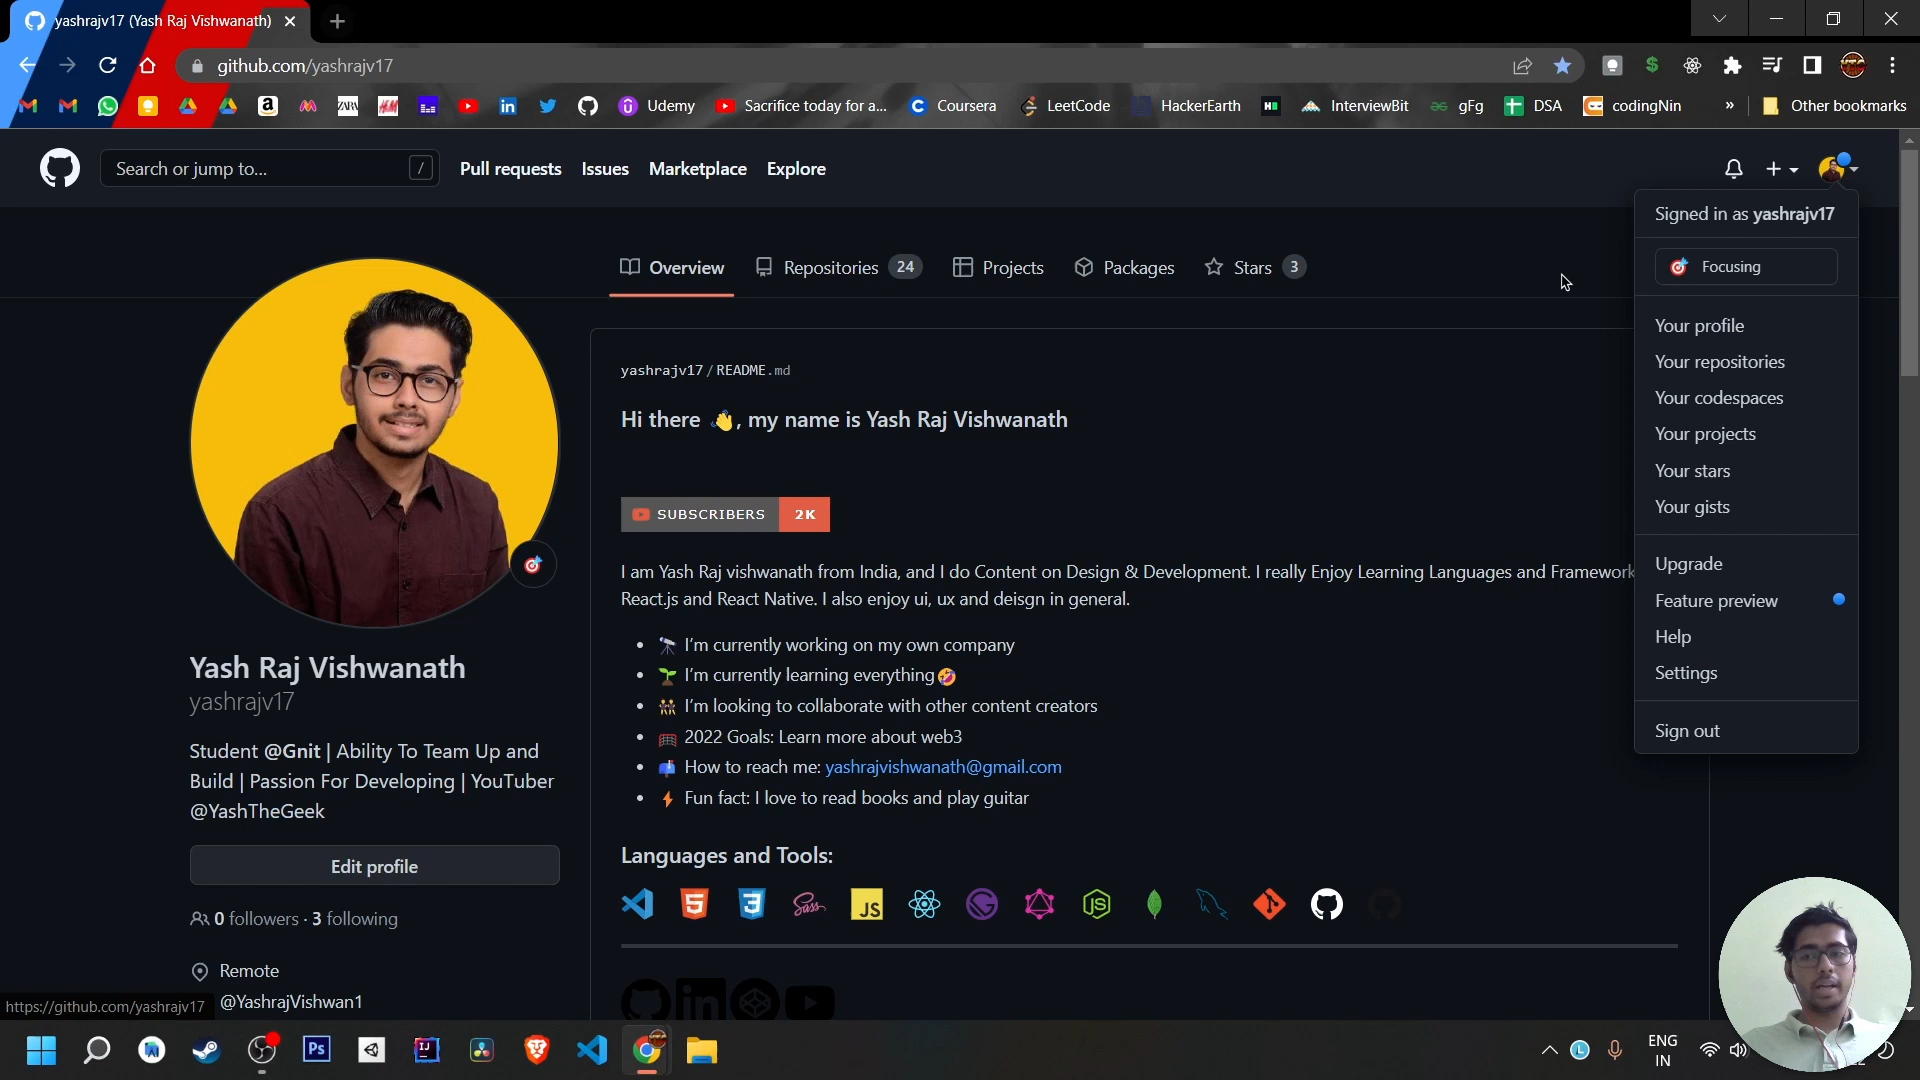 yashrajv17 (Yash Raj Vishwanath)
github.com/yashrajv17
Udemy
Sacrifice today for a...
Coursera
LeetCode
HackerEarth
InterviewBit
gFg
DSA
codingNin
»
Other bookmarks
Search or jump to...
/
Pull requests
Issues
Marketplace
Explore
Signed in as yashrajv17
Focusing
Your profile
Your repositories
Your codespaces
Your projects
Your stars
Your gists
Upgrade
Feature preview
Help
Settings
Sign out
Overview
Repositories 24
Projects
Packages
Stars 3
yashrajv17/README.md
Hi there 👋, my name is Yash Raj Vishwanath
SUBSCRIBERS 2K
I am Yash Raj vishwanath from India, and I do Content on Design & Development. I really Enjoy Learning Languages and Framework
React.js and React Native. I also enjoy ui, ux and deisgn in general.
🔭 I'm currently working on my own company
🌱 I'm currently learning everything🤣
👯 I'm looking to collaborate with other content creators
🥅 2022 Goals: Learn more about web3
📫 How to reach me: yashrajvishwanath@gmail.com
⚡ Fun fact: I love to read books and play guitar
Languages and Tools:
Yash Raj Vishwanath
yashrajv17
Student @Gnit | Ability To Team Up and
Build | Passion For Developing | YouTuber
@YashTheGeek
Edit profile
0 followers · 3 following
Remote
@YashrajVishwan1
https://github.com/yashrajv17
ENG
IN